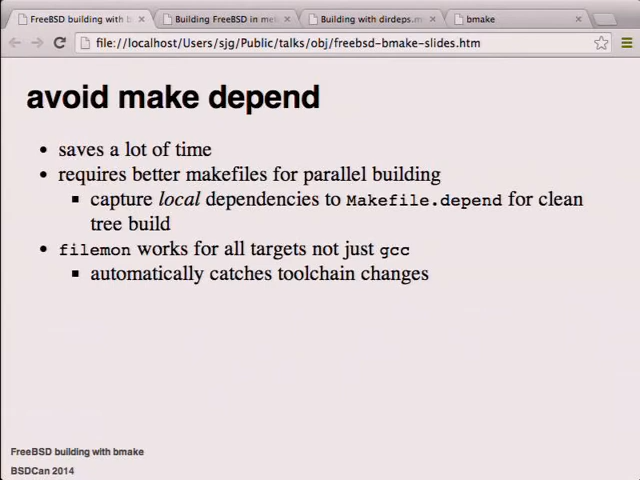 FreeBSD building with b
Building FreeBSD in met
Building with dirdeps.m
bmake
file://localhost/Users/sjg/Public/talks/obj/freebsd-bmake-slides.htm
avoid make depend
• saves a lot of time
• requires better makefiles for parallel building
▪ capture local dependencies to Makefile.depend for clean
tree build
• filemon works for all targets not just gcc
▪ automatically catches toolchain changes
FreeBSD building with bmake
BSDCan 2014